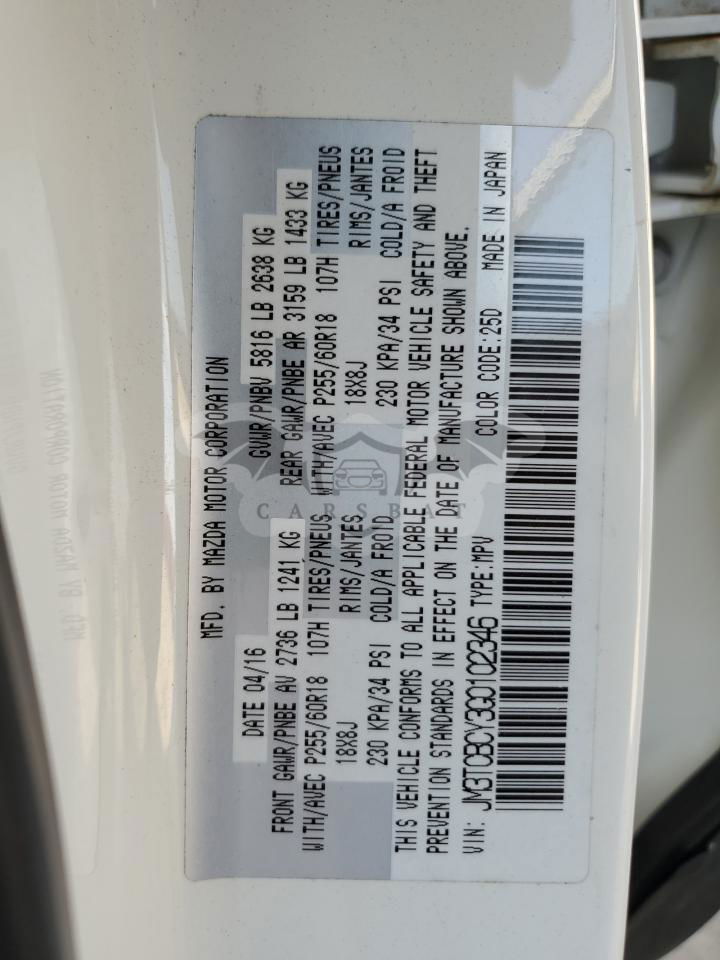 MFD. BY MAZDA MOTOR CORPORATION
DATE 04/16 GVWR/PNBV 5816 LB 2638 KG
FRONT GAWR/PNBE AV 2736 LB 1241 KG REAR GAWR/PNBE AR 3159 LB 1433 KG
WITH/AVEC P255/60R18 107H TIRES/PNEUS WITH/AVEC P255/60R18 107H TIRES/PNEUS
18X8J RIMS/JANTES 18X8J RIMS/JANTES
230 KPA/34 PSI COLD/A FROID 230 KPA/34 PSI COLD/A FROID
THIS VEHICLE CONFORMS TO ALL APPLICABLE FEDERAL MOTOR VEHICLE SAFETY AND THEFT
PREVENTION STANDARDS IN EFFECT ON THE DATE OF MANUFACTURE SHOWN ABOVE.
VIN: JM3TCBCY3G0102346 TYPE:MPV COLOR CODE:25D MADE IN JAPAN
CARSBAT